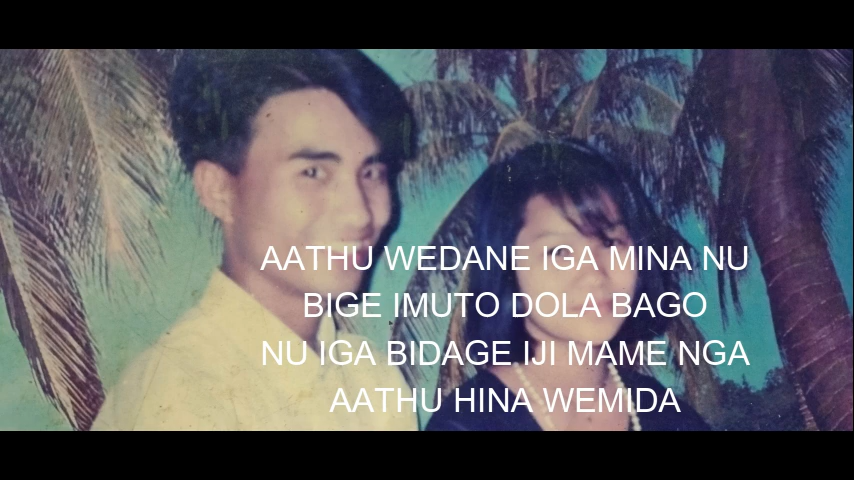 AATHU WEDANE IGA MINA NU
BIGE IMUTO DOLA BAGO
NU IGA BIDAGE IJI MAME NGA
AATHU HINA WEMIDA